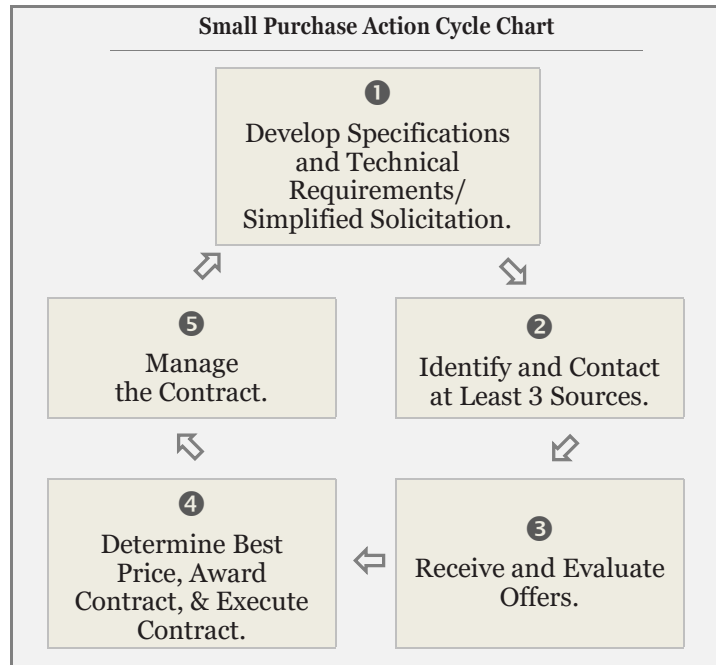 Small Purchase Action Cycle Chart
❶
Develop Specifications
and Technical
Requirements/
Simplified Solicitation.
❷
Identify and Contact
at Least 3 Sources.
❸
Receive and Evaluate
Offers.
❹
Determine Best
Price, Award
Contract, & Execute
Contract.
❺
Manage
the Contract.